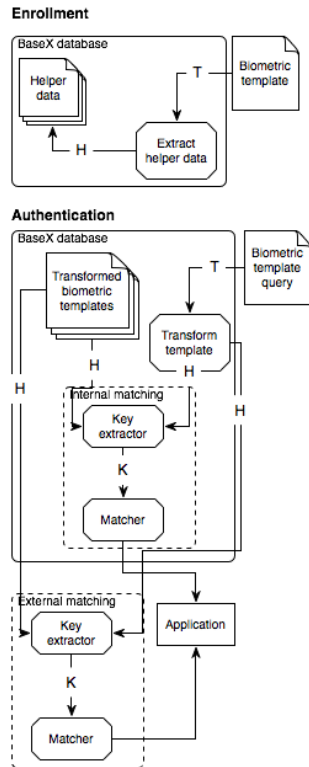 Enrollment
BaseX database
Helper
data
T
Biometric
template
H
Extract
helper data
Authentication
BaseX database
Transformed
biometric
templates
T
Biometric
template
query
Transform
template
H
H
H
H
Internal matching
Key
extractor
K
Matcher
External matching
Key
extractor
Application
K
Matcher